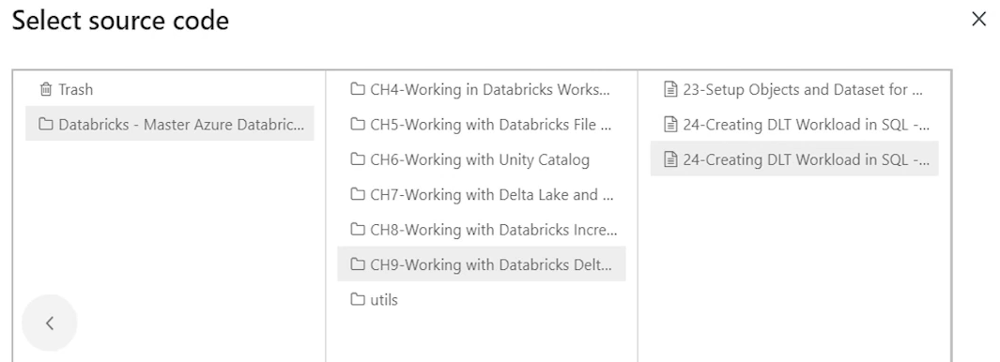 Select source code
Trash
Databricks - Master Azure Databric...
CH4-Working in Databricks Works...
CH5-Working with Databricks File ...
CH6-Working with Unity Catalog
CH7-Working with Delta Lake and ...
CH8-Working with Databricks Incre...
CH9-Working with Databricks Delt...
utils
23-Setup Objects and Dataset for ...
24-Creating DLT Workload in SQL -...
24-Creating DLT Workload in SQL -...